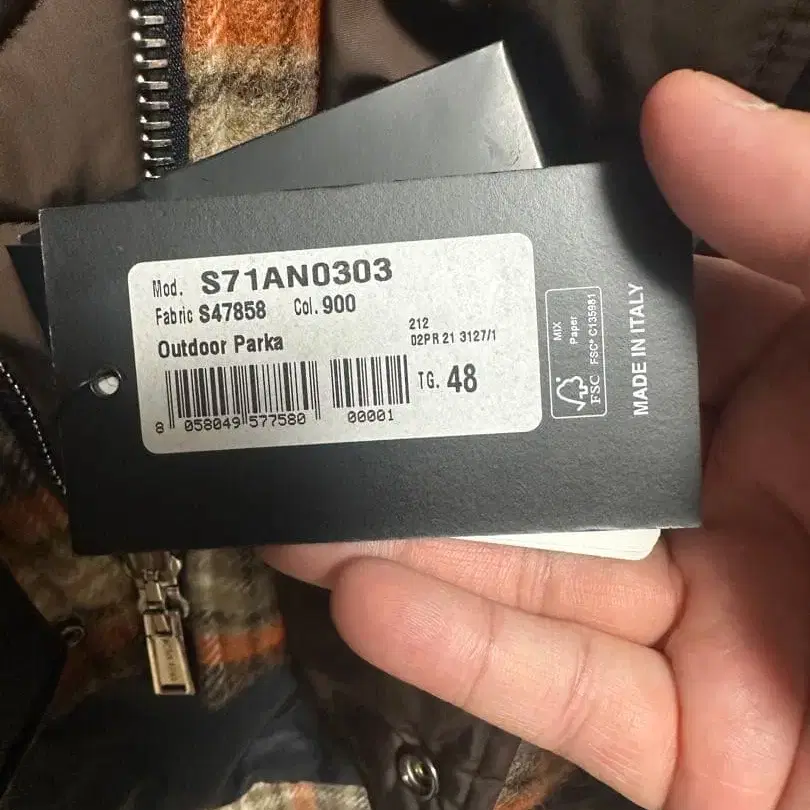 Mod. S71AN0303
Fabric S47858 Col. 900
Outdoor Parka
212
02PR 21 3127/1
TG. 48
8 058049 577580 00001
MIX
Paper
FSC® C135981
FSC
MADE IN ITALY